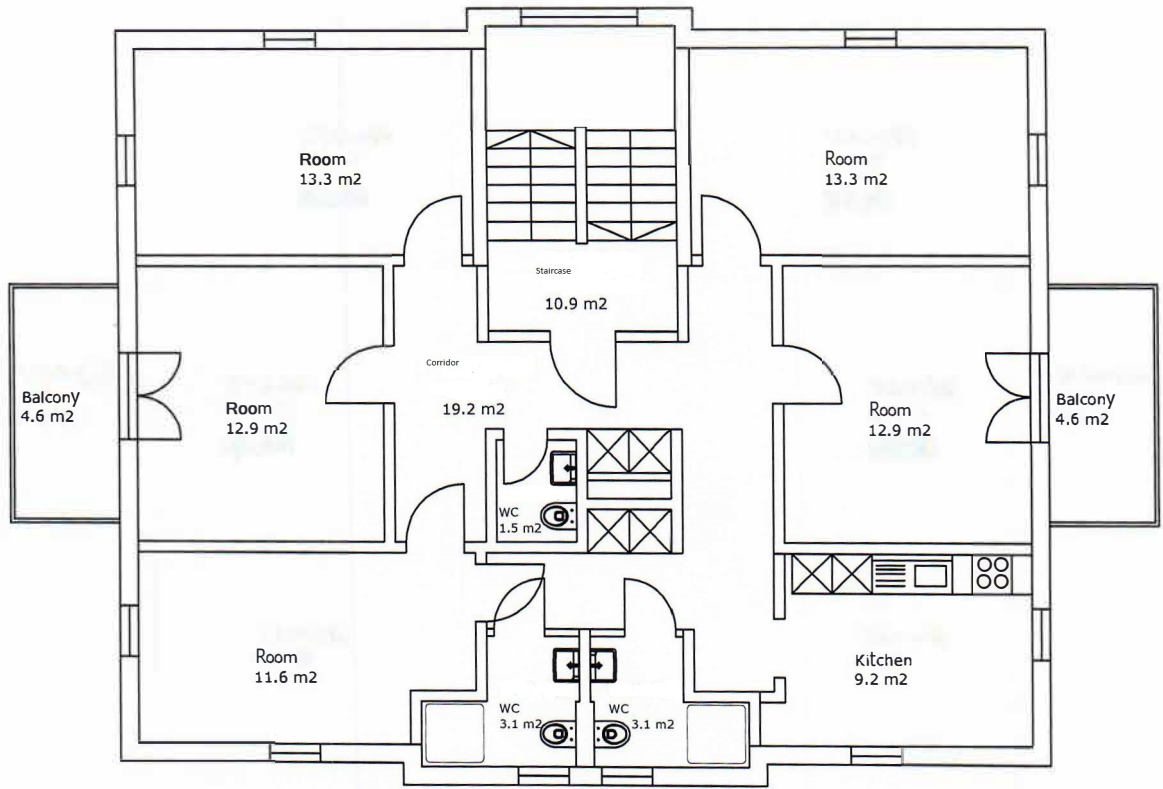 Room
13.3 m2
Room
13.3 m2
Staircase
10.9 m2
Corridor
19.2 m2
Balcony
4.6 m2
Room
12.9 m2
Room
12.9 m2
Balcony
4.6 m2
WC
1.5 m2
Room
11.6 m2
Kitchen
9.2 m2
WC
3.1 m2
WC
3.1 m2